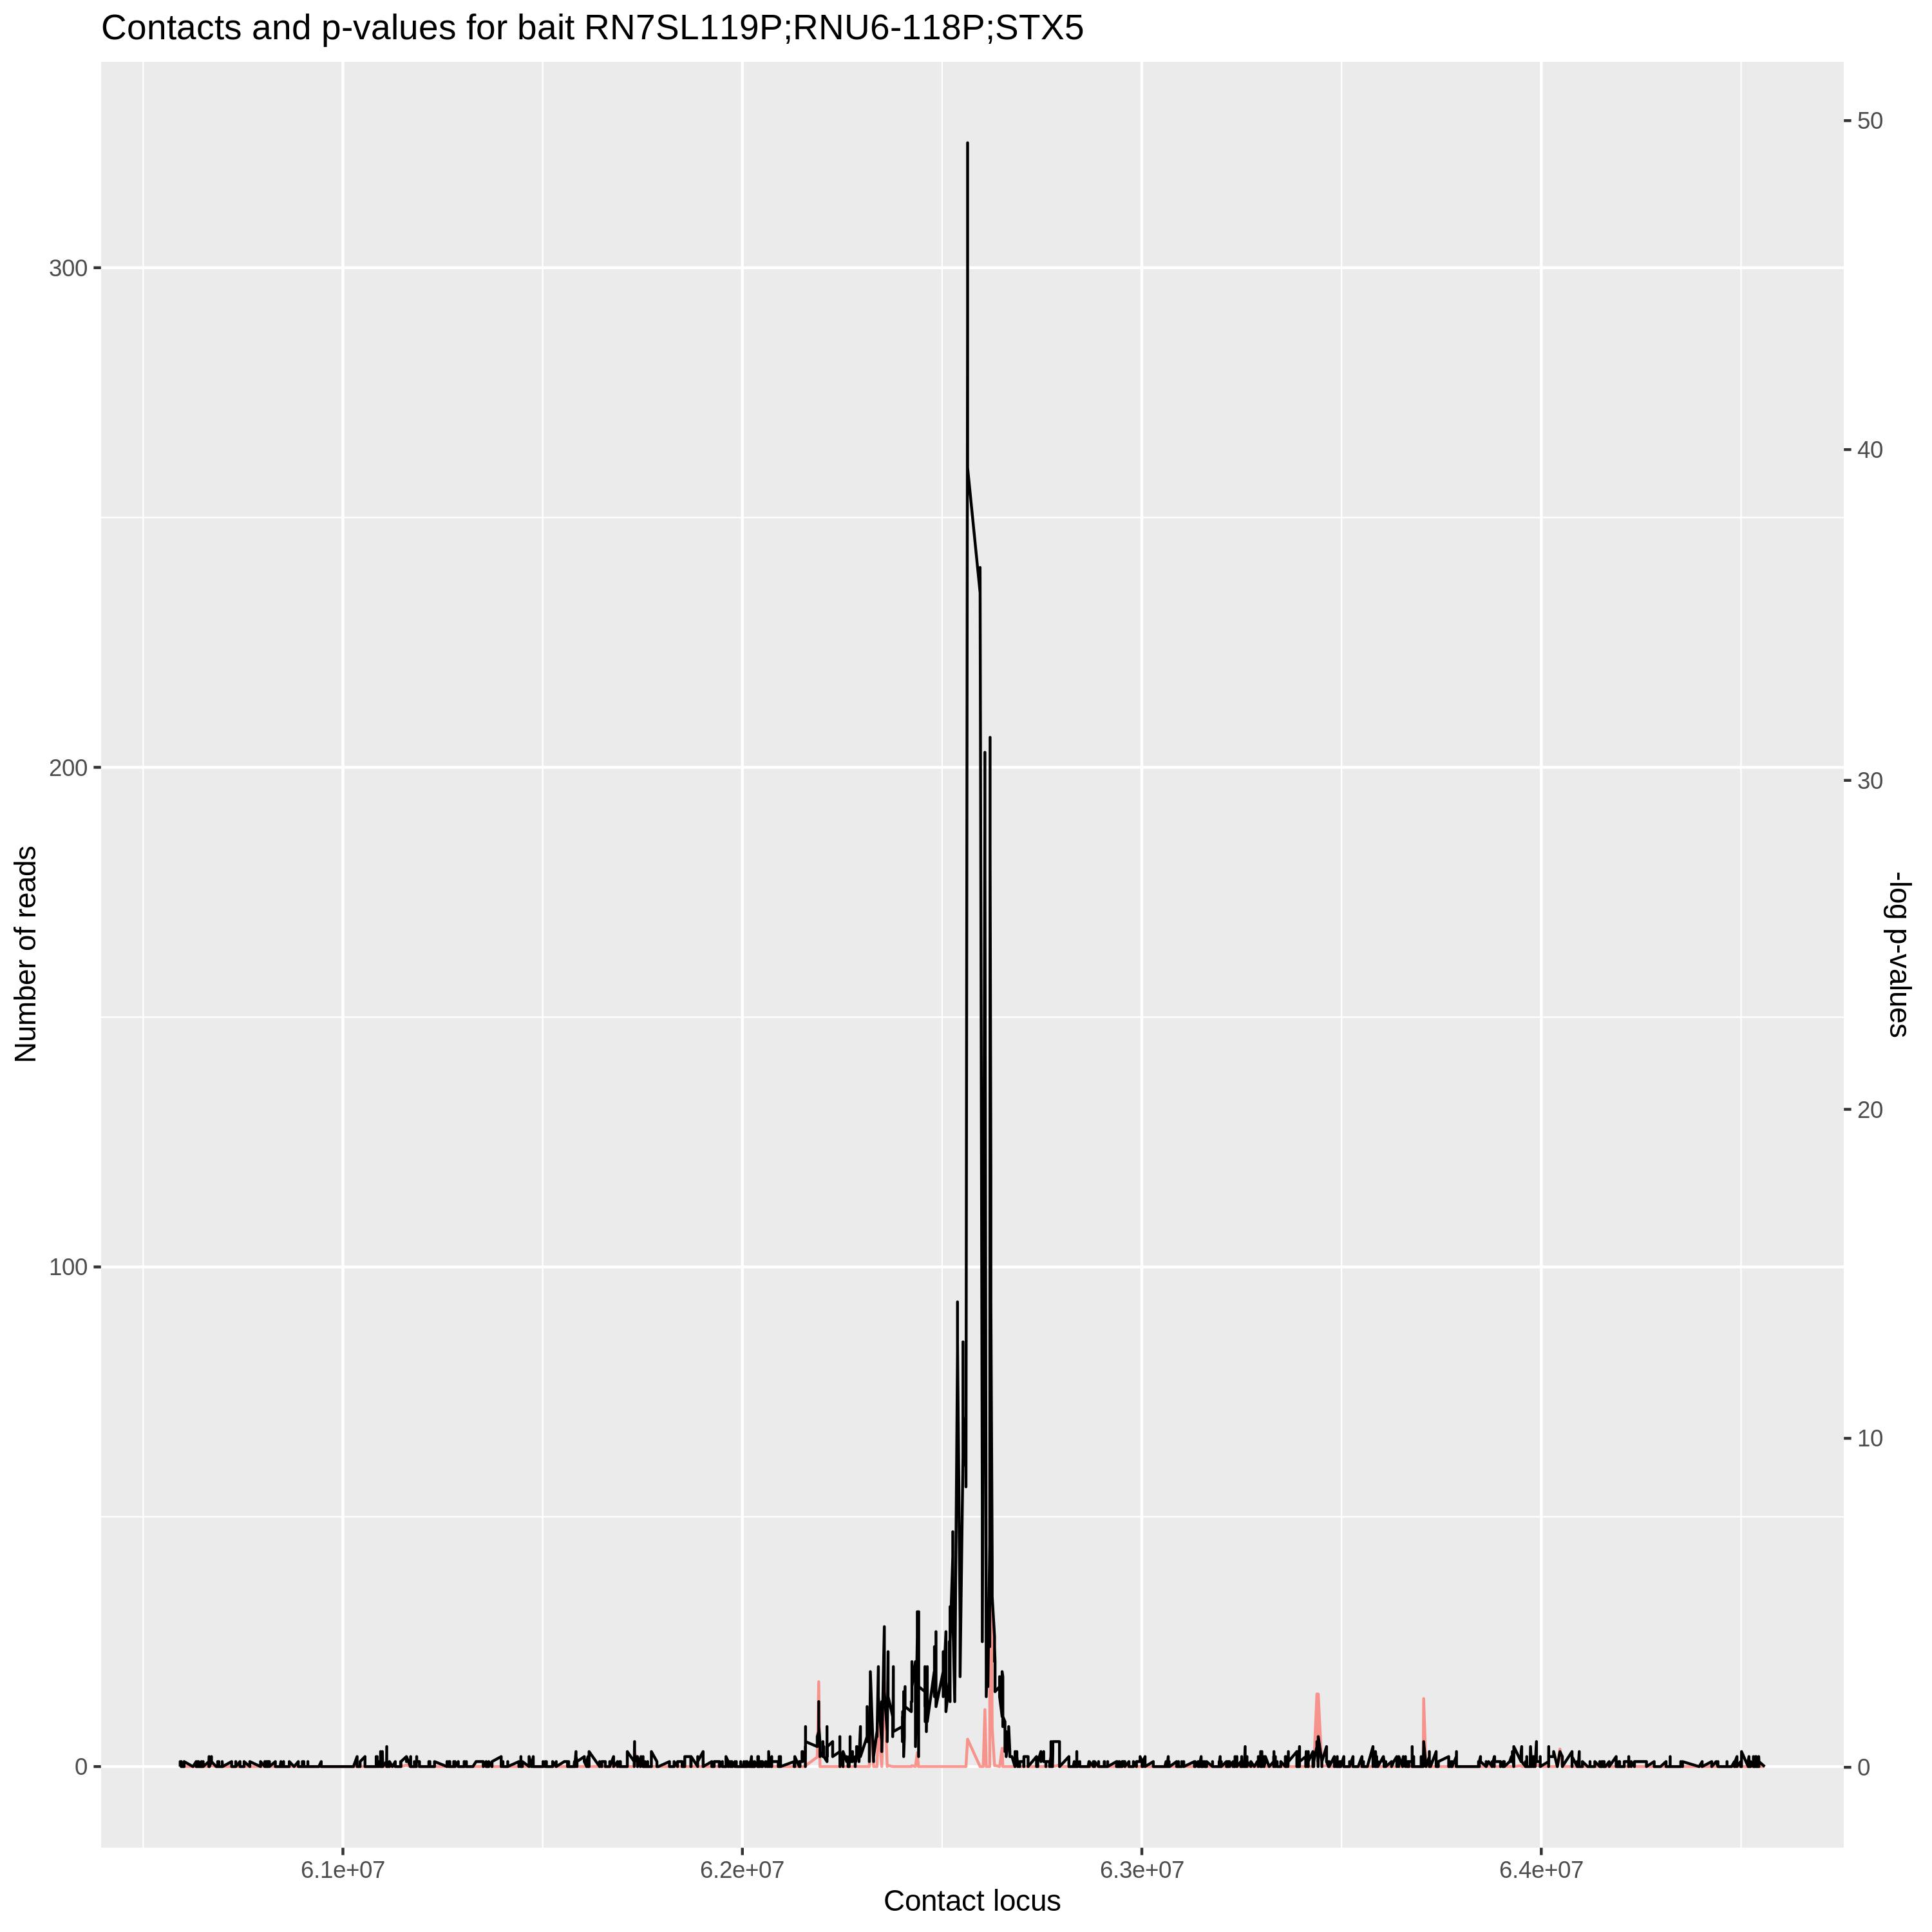 Contacts and p-values for bait RN7SL119P;RNU6-118P;STX5
Number of reads
300
200
100
0
50
40
30
20
10
0
-log p-values
6.1e+07
6.2e+07
6.3e+07
6.4e+07
Contact locus